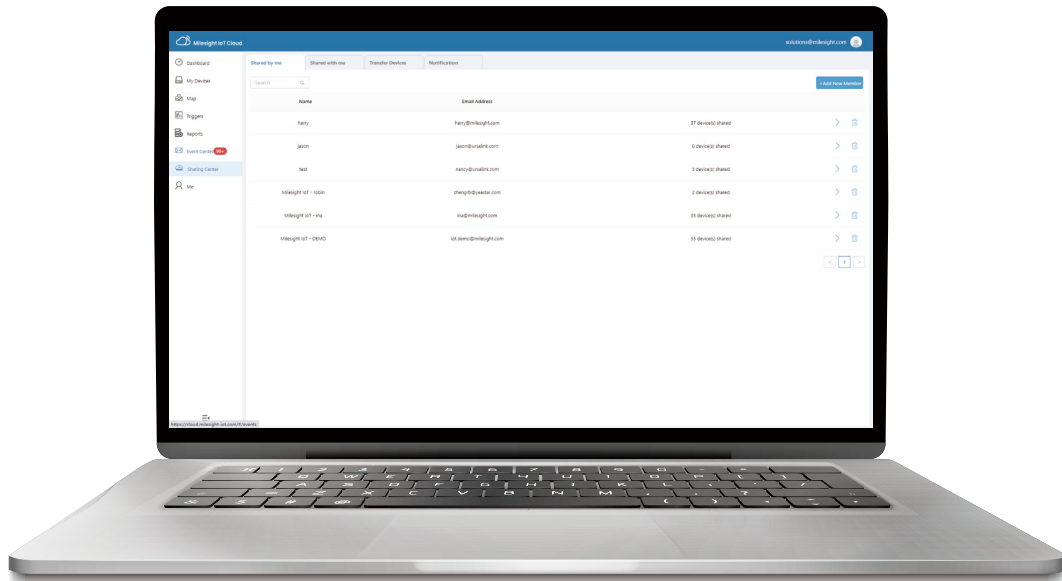 Milesight IoT Cloud
solutions@milesight.com
Dashboard
My Devices
Map
Triggers
Reports
Event Center 99+
Sharing Center
Me
Shared by me Shared with me Transfer Devices Notification
Search
+Add New Member
Name Email Address
harry harry@milesight.com 37 device(s) shared
jason jason@ursalink.com 0 device(s) shared
test nancy@ursalink.com 3 device(s) shared
Milesight IoT - robin zhengrb@yeastar.com 2 device(s) shared
Milesight IoT - ina ina@milesight.com 35 device(s) shared
Milesight IoT - DEMO iot.demo@milesight.com 35 device(s) shared
1
https://cloud.milesight-iot.com/#/events